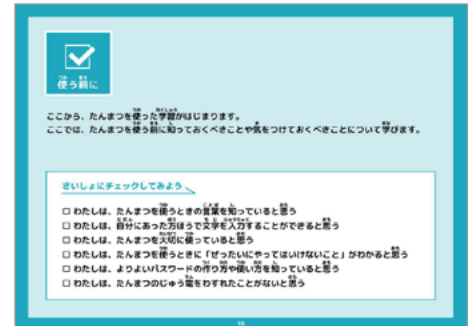 使う前に
ここから、たんまつを使った学習がはじまります。
ここでは、たんまつを使う前に知っておくべきことや気をつけておくべきことについて学びます。
さいしょにチェックしてみよう
□ わたしは、たんまつを使うときの言葉を知っていると思う
□ わたしは、自分にあった方ほうで文字を入力することができると思う
□ わたしは、たんまつを大切に使っていると思う
□ わたしは、たんまつを使うときに「ぜったいにやってはいけないこと」がわかると思う
□ わたしは、よりよいパスワードの作り方や使い方を知っていると思う
□ わたしは、たんまつのじゅう電をわすれたことがないと思う